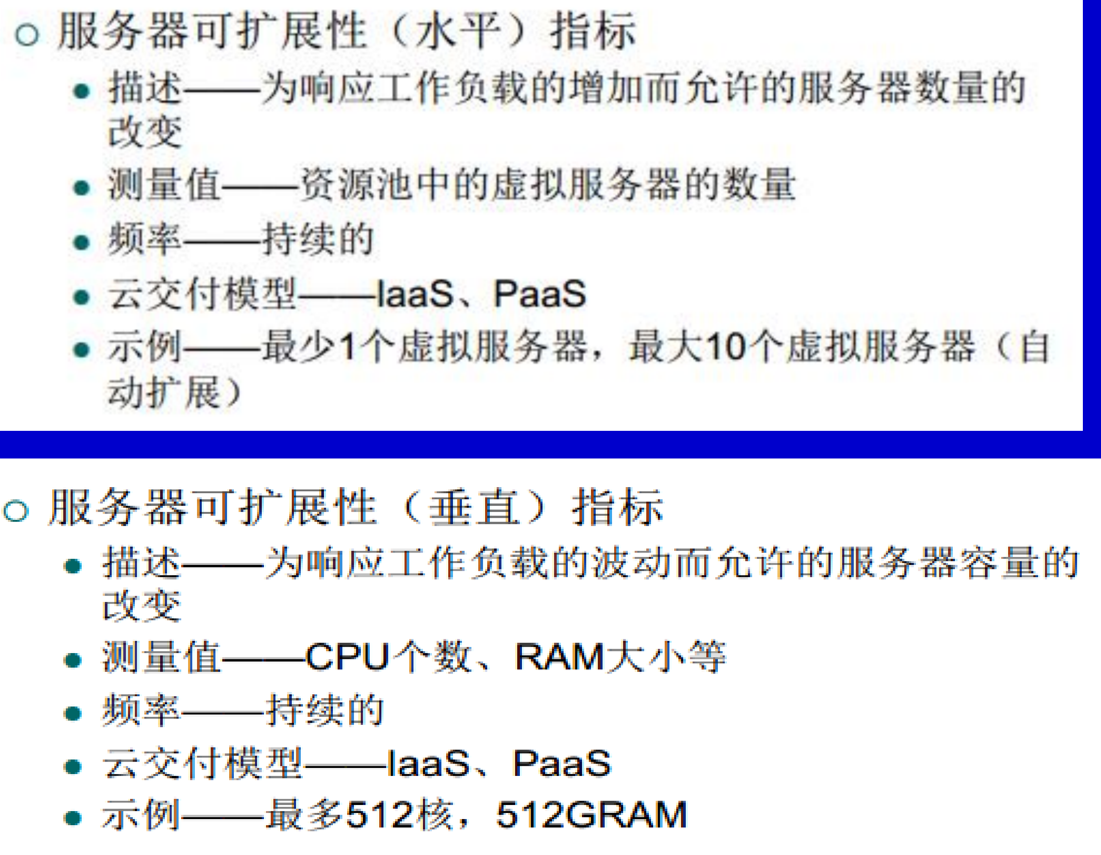 服务器可扩展性（水平）指标
描述——为响应工作负载的增加而允许的服务器数量的
改变
测量值——资源池中的虚拟服务器的数量
频率——持续的
云交付模型——IaaS、PaaS
示例——最少1个虚拟服务器，最大10个虚拟服务器（自
动扩展）
服务器可扩展性（垂直）指标
描述——为响应工作负载的波动而允许的服务器容量的
改变
测量值——CPU个数、RAM大小等
频率——持续的
云交付模型——IaaS、PaaS
示例——最多512核，512GRAM